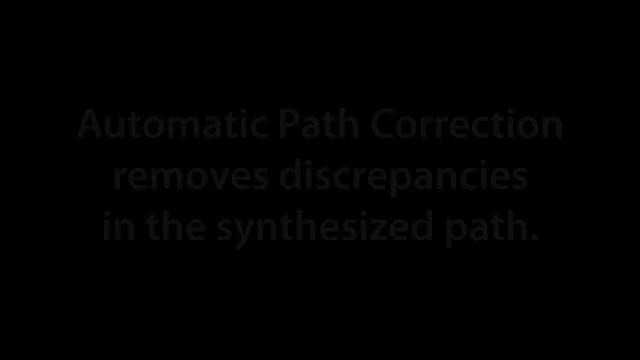 Automatic Path Correction
removes discrepancies
in the synthesized path.